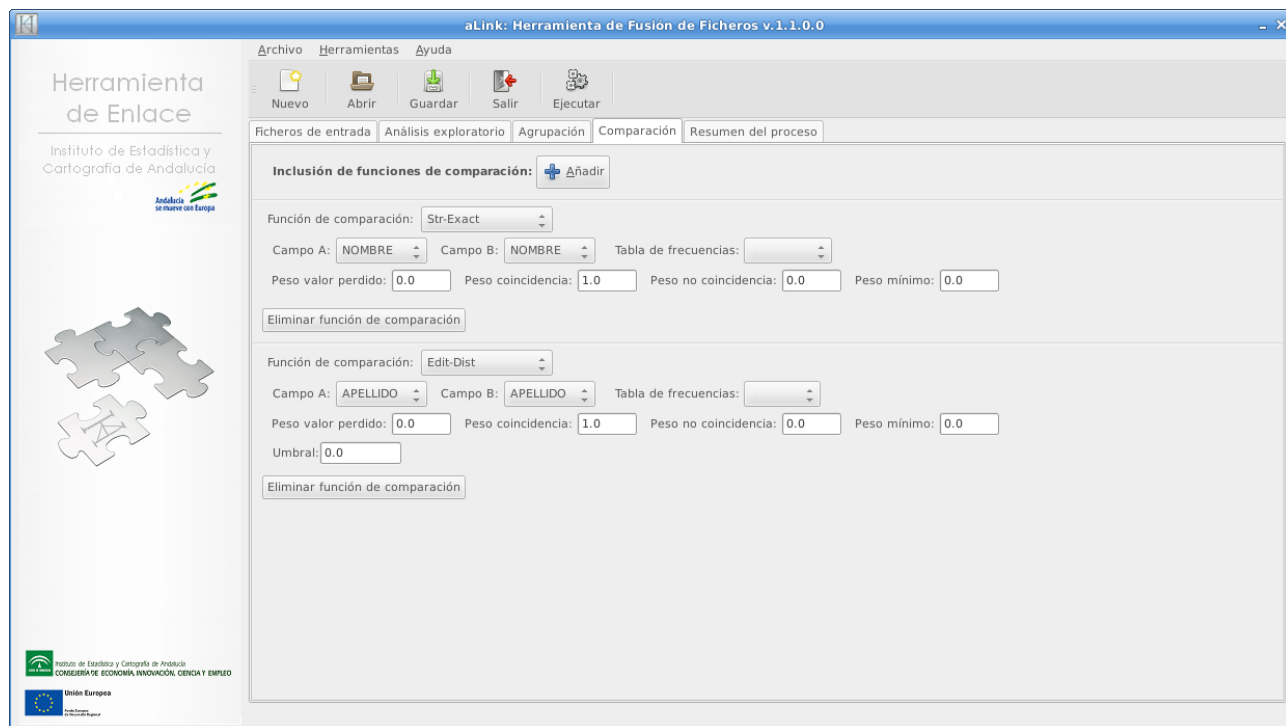 aLink: Herramienta de Fusión de Ficheros v.1.1.0.0
Herramienta
de Enlace
Instituto de Estadística y
Cartografía de Andalucía
Andalucía
se mueve con Europa
Archivo Herramientas Ayuda
Nuevo Abrir Guardar Salir Ejecutar
Ficheros de entrada Análisis exploratorio Agrupación Comparación Resumen del proceso
Inclusión de funciones de comparación: Añadir
Función de comparación: Str-Exact
Campo A: NOMBRE Campo B: NOMBRE Tabla de frecuencias:
Peso valor perdido: 0.0 Peso coincidencia: 1.0 Peso no coincidencia: 0.0 Peso mínimo: 0.0
Eliminar función de comparación
Función de comparación: Edit-Dist
Campo A: APELLIDO Campo B: APELLIDO Tabla de frecuencias:
Peso valor perdido: 0.0 Peso coincidencia: 1.0 Peso no coincidencia: 0.0 Peso mínimo: 0.0
Umbral: 0.0
Eliminar función de comparación
Instituto de Estadística y Cartografía de Andalucía
CONSEJERÍA DE ECONOMÍA, INNOVACIÓN, CIENCIA Y EMPLEO
Unión Europea
Fondo Europeo
de Desarrollo Regional